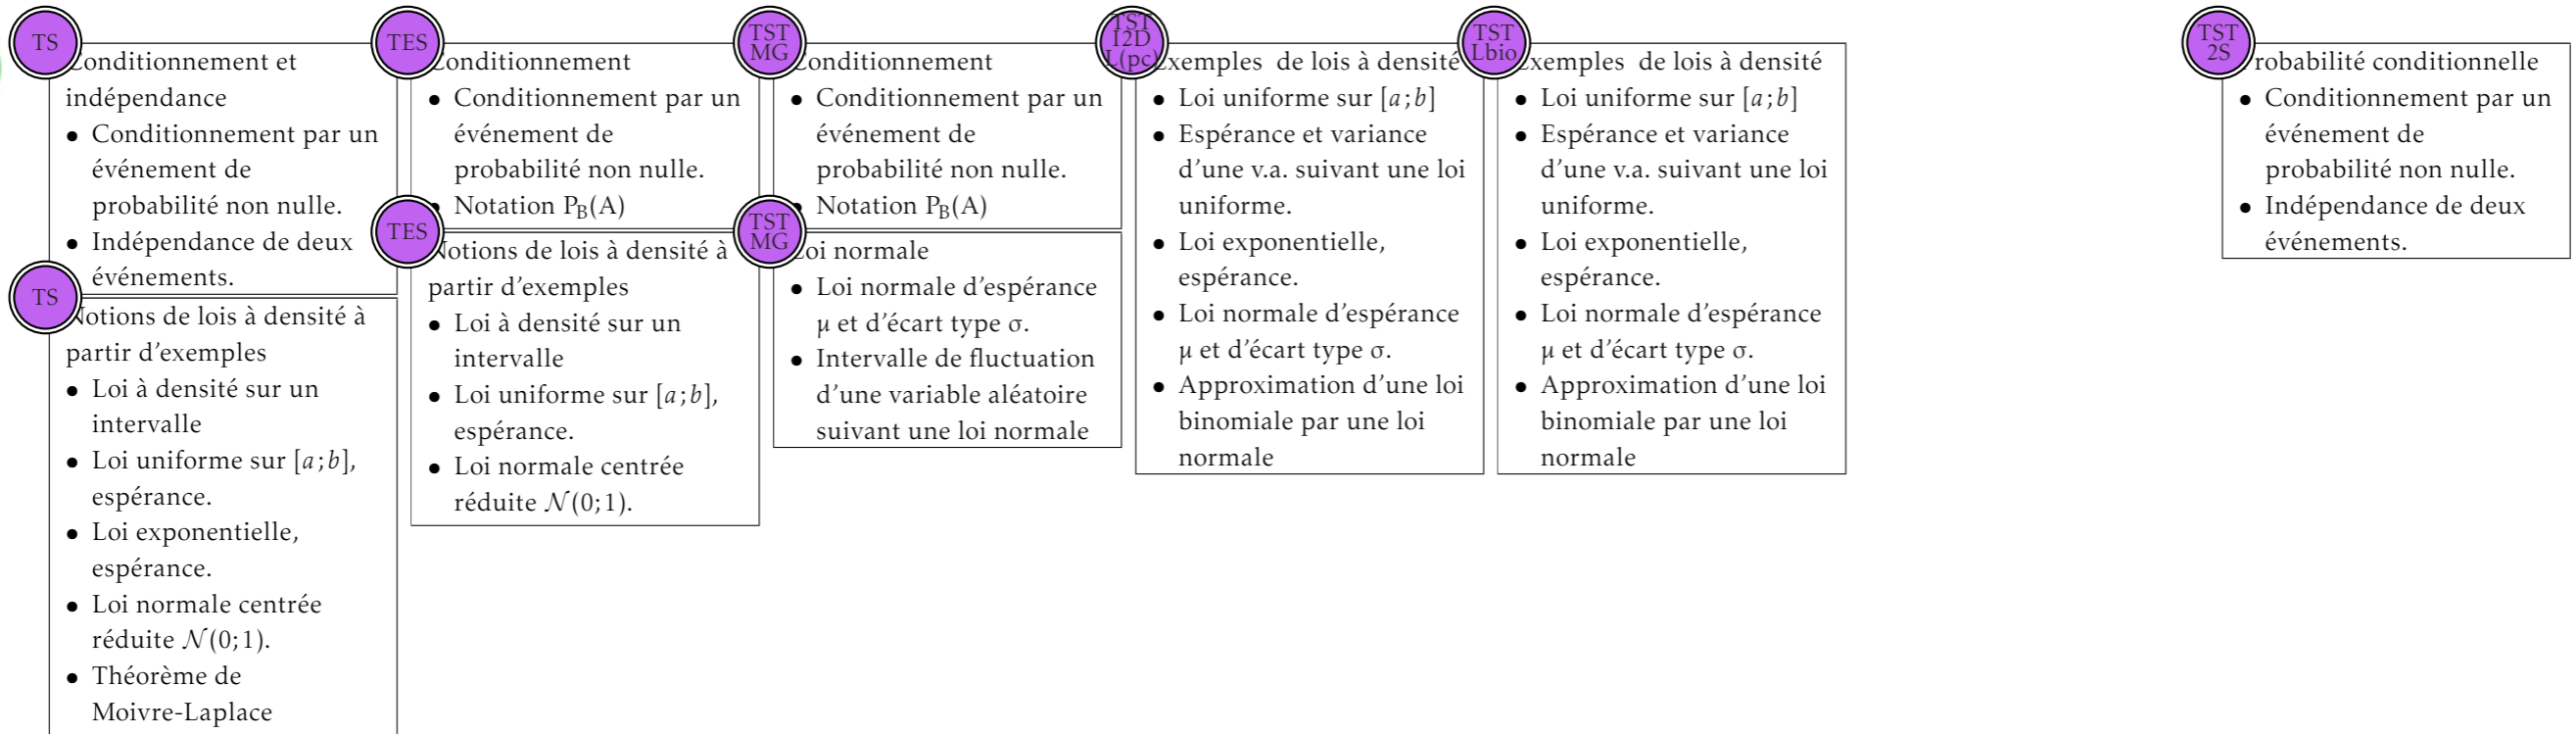 TS
Conditionnement et
indépendance
• Conditionnement par un
événement de
probabilité non nulle.
• Indépendance de deux
événements.
TS
Notions de lois à densité à
partir d'exemples
• Loi à densité sur un
intervalle
• Loi uniforme sur [a;b],
espérance.
• Loi exponentielle,
espérance.
• Loi normale centrée
réduite 𝒩(0;1).
• Théorème de
Moivre-Laplace
TES
Conditionnement
• Conditionnement par un
événement de
probabilité non nulle.
• Notation P_B(A)
TES
Notions de lois à densité à
partir d'exemples
• Loi à densité sur un
intervalle
• Loi uniforme sur [a;b],
espérance.
• Loi normale centrée
réduite 𝒩(0;1).
TST
MG
Conditionnement
• Conditionnement par un
événement de
probabilité non nulle.
• Notation P_B(A)
TST
MG
Loi normale
• Loi normale d'espérance
μ et d'écart type σ.
• Intervalle de fluctuation
d'une variable aléatoire
suivant une loi normale
TST
I2D
L(pc)
Exemples de lois à densité
• Loi uniforme sur [a;b]
• Espérance et variance
d'une v.a. suivant une loi
uniforme.
• Loi exponentielle,
espérance.
• Loi normale d'espérance
μ et d'écart type σ.
• Approximation d'une loi
binomiale par une loi
normale
TST
Lbio
Exemples de lois à densité
• Loi uniforme sur [a;b]
• Espérance et variance
d'une v.a. suivant une loi
uniforme.
• Loi exponentielle,
espérance.
• Loi normale d'espérance
μ et d'écart type σ.
• Approximation d'une loi
binomiale par une loi
normale
TST
2S
Probabilité conditionnelle
• Conditionnement par un
événement de
probabilité non nulle.
• Indépendance de deux
événements.